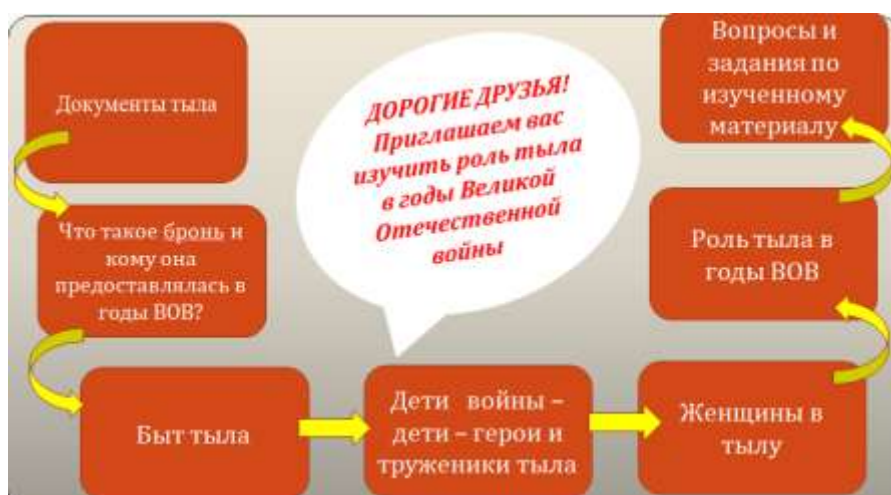 Документы тыла
Что такое бронь и
кому она
предоставлялась в
годы ВОВ?
Быт тыла
Дети войны –
дети – герои и
труженики тыла
Женщины в
тылу
Роль тыла в
годы ВОВ
Вопросы и
задания по
изученному
материалу
ДОРОГИЕ ДРУЗЬЯ!
Приглашаем вас
изучить роль тыла
в годы Великой
Отечественной
войны